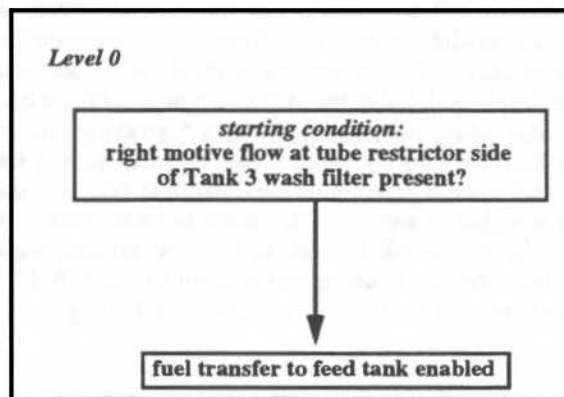 Level 0
starting condition:
right motive flow at tube restrictor side
of Tank 3 wash filter present?
fuel transfer to feed tank enabled